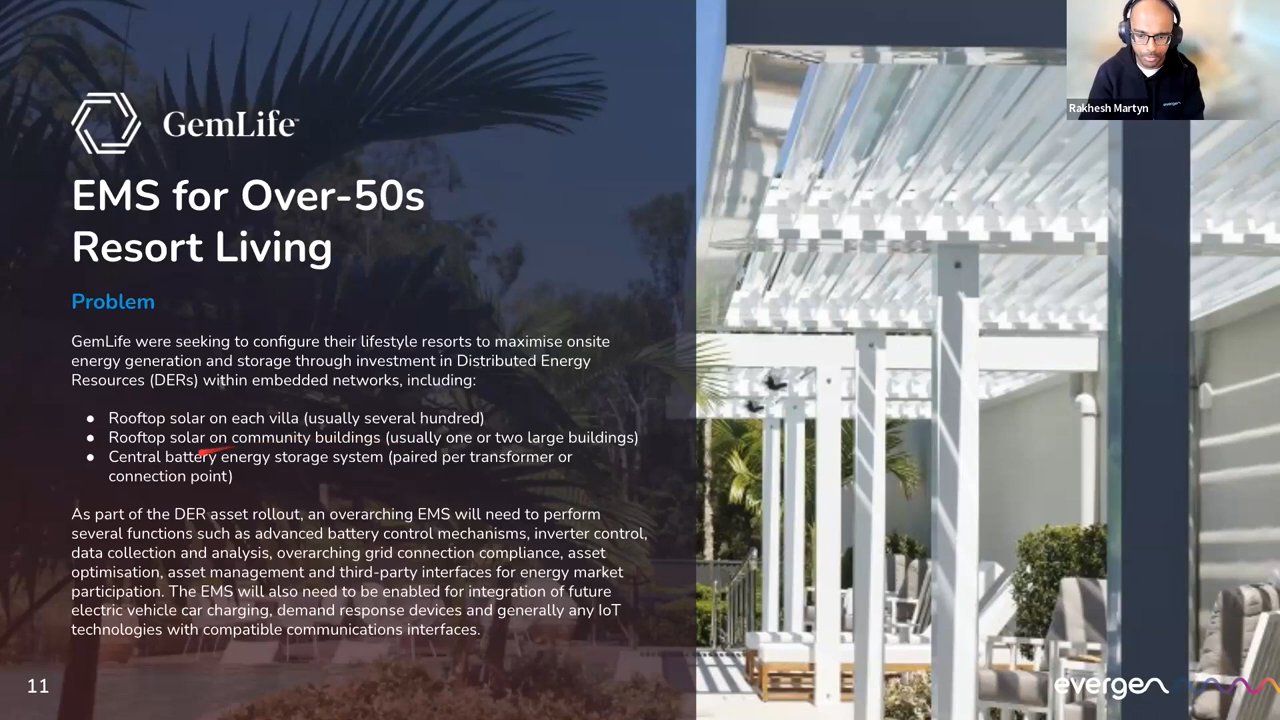 Rakhesh Martyn
evergen
GemLife™
EMS for Over-50s
Resort Living
Problem
GemLife were seeking to configure their lifestyle resorts to maximise onsite
energy generation and storage through investment in Distributed Energy
Resources (DERs) within embedded networks, including:
● Rooftop solar on each villa (usually several hundred)
● Rooftop solar on community buildings (usually one or two large buildings)
● Central battery energy storage system (paired per transformer or
connection point)
As part of the DER asset rollout, an overarching EMS will need to perform
several functions such as advanced battery control mechanisms, inverter control,
data collection and analysis, overarching grid connection compliance, asset
optimisation, asset management and third-party interfaces for energy market
participation. The EMS will also need to be enabled for integration of future
electric vehicle car charging, demand response devices and generally any IoT
technologies with compatible communications interfaces.
11
evergen